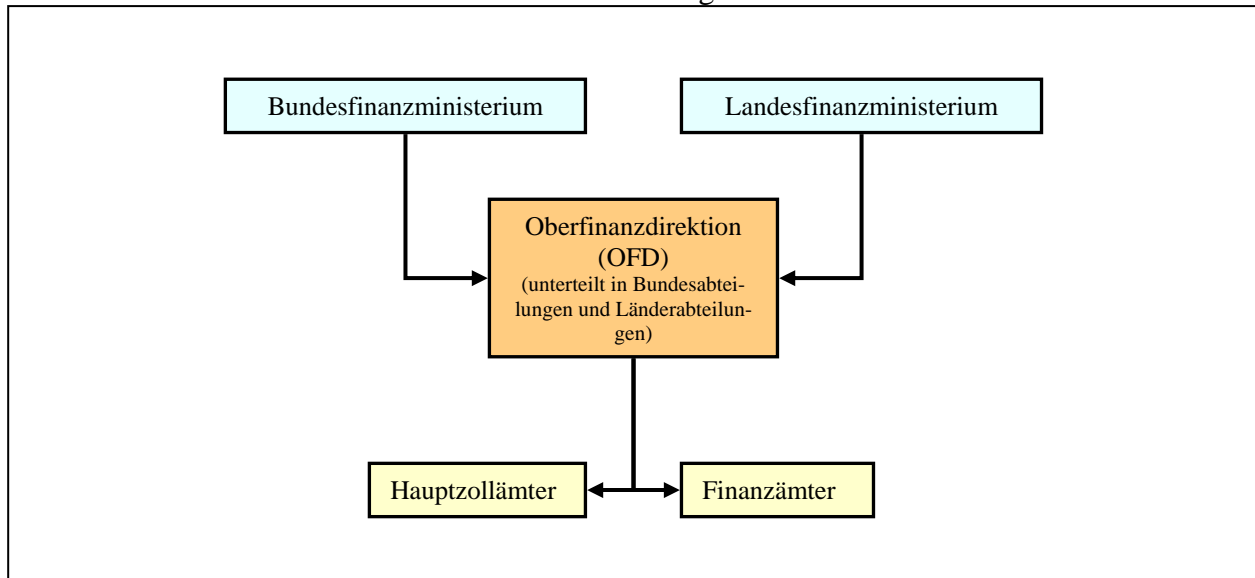 Bundesfinanzministerium
Landesfinanzministerium
Oberfinanzdirektion
(OFD)
(unterteilt in Bundesabtei-
lungen und Länderabteilun-
gen)
Hauptzollämter
Finanzämter